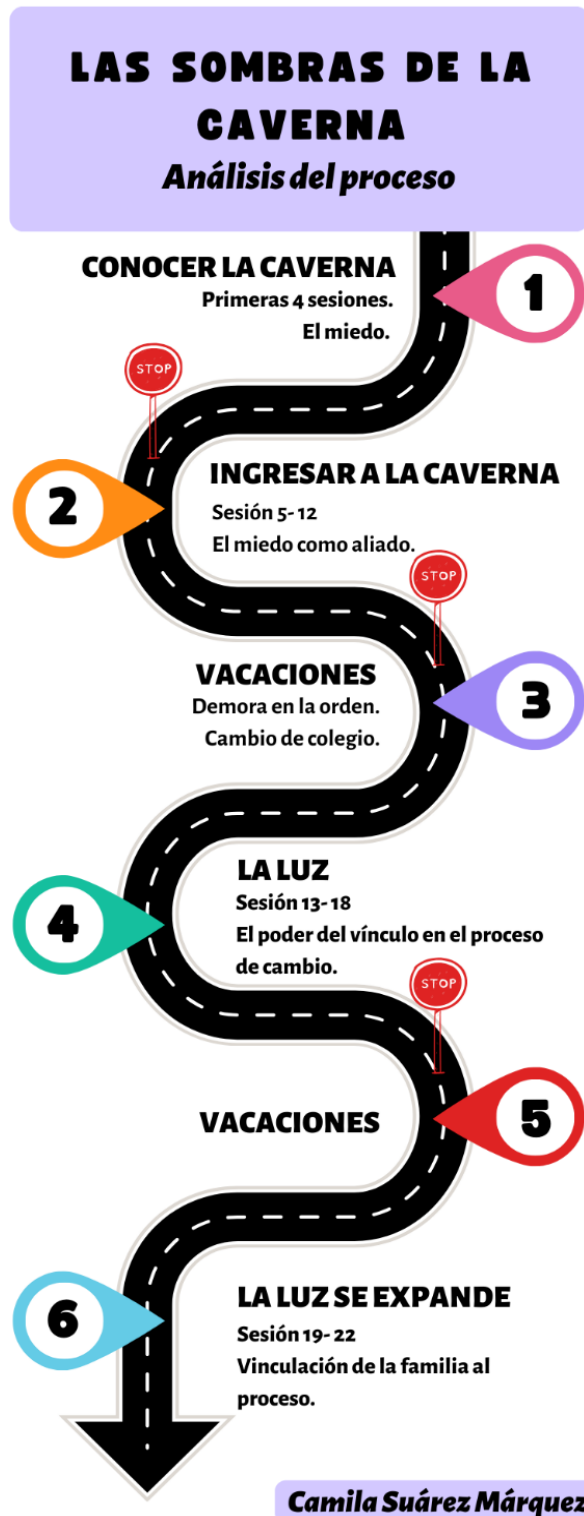 LAS SOMBRAS DE LA
CAVERNA
Análisis del proceso
CONOCER LA CAVERNA
Primeras 4 sesiones.
El miedo.
1
STOP
2
INGRESAR A LA CAVERNA
Sesión 5- 12
El miedo como aliado.
STOP
VACACIONES
Demora en la orden.
Cambio de colegio.
3
LA LUZ
Sesión 13- 18
El poder del vínculo en el proceso
de cambio.
4
STOP
VACACIONES
5
6
LA LUZ SE EXPANDE
Sesión 19- 22
Vinculación de la familia al
proceso.
Camila Suárez Márquez